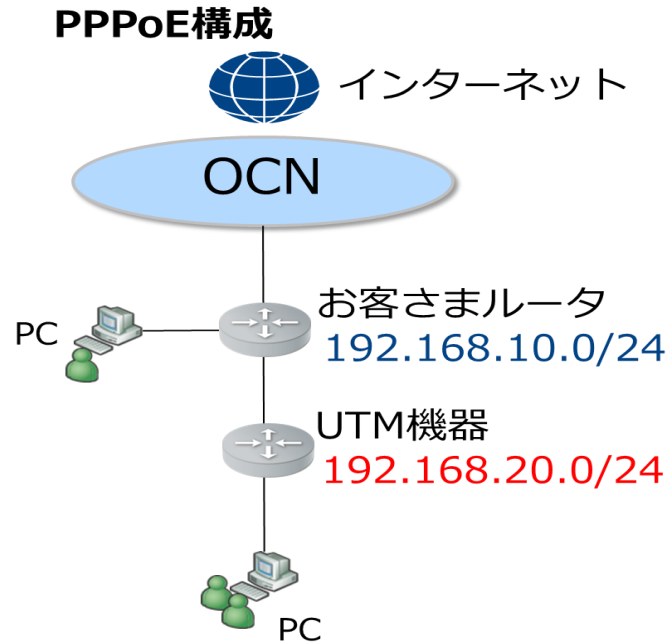 PPPoE構成
インターネット
OCN
お客さまルータ
PC
192.168.10.0/24
UTM機器
192.168.20.0/24
PC